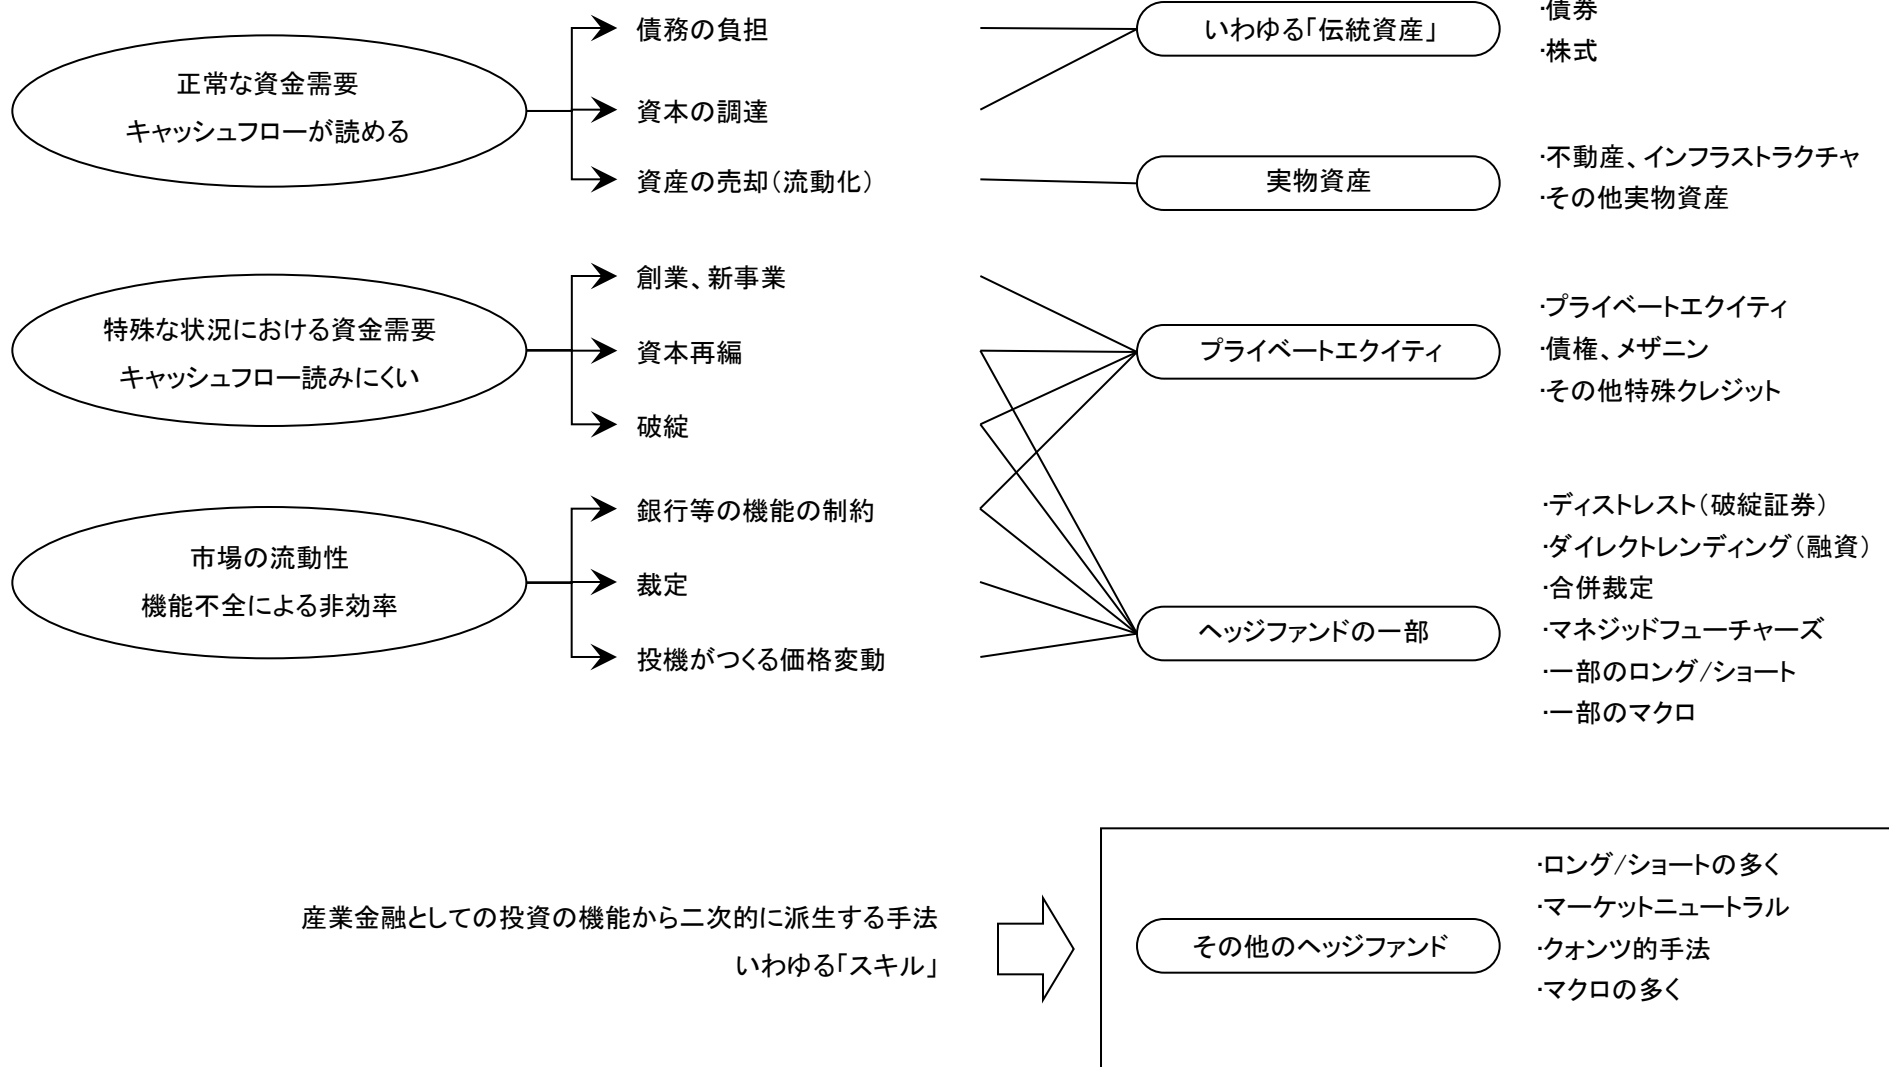 正常な資金需要
キャッシュフローが読める
債務の負担
資本の調達
資産の売却（流動化）
いわゆる「伝統資産」
・債券
・株式
実物資産
・不動産、インフラストラクチャ
・その他実物資産
特殊な状況における資金需要
キャッシュフロー読みにくい
創業、新事業
資本再編
破綻
プライベートエクイティ
・プライベートエクイティ
・債権、メザニン
・その他特殊クレジット
市場の流動性
機能不全による非効率
銀行等の機能の制約
裁定
投機がつくる価格変動
ヘッジファンドの一部
・ディストレスト（破綻証券）
・ダイレクトレンディング（融資）
・合併裁定
・マネジッドフューチャーズ
・一部のロング/ショート
・一部のマクロ
産業金融としての投資の機能から二次的に派生する手法
いわゆる「スキル」
その他のヘッジファンド
・ロング/ショートの多く
・マーケットニュートラル
・クォンツ的手法
・マクロの多く